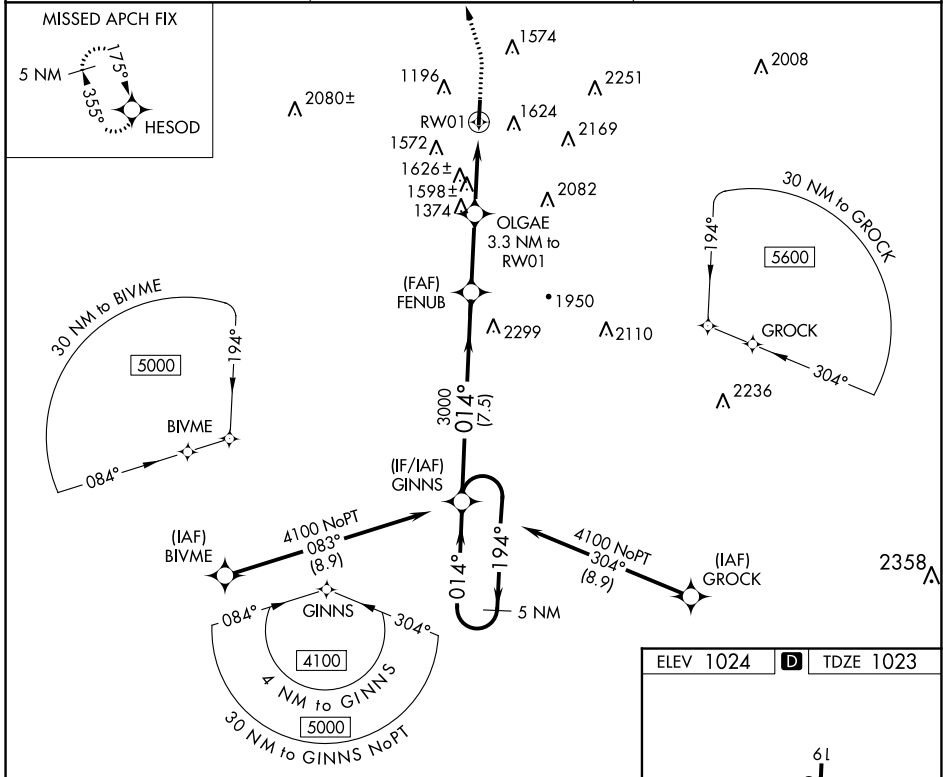 MISSED APCH FIX
5 NM
175°
355°
HESOD
1574
2008
1196
2251
2080±
RW01
1624
2169
1572
1626±
1598±
1374
2082
OLGAE
3.3 NM to
RW01
30 NM to GROCK
194°
5600
GROCK
304°
(FAF)
FENUB
1950
2299
2110
2236
30 NM to BIVME
5000
194°
BIVME
084°
3000
014°
(7.5)
(IF/IAF)
GINNS
4100 NoPT
083°
(8.9)
(IAF)
BIVME
014°
194°
5 NM
4100 NoPT
304°
(8.9)
(IAF)
GROCK
2358
084°
GINNS
304°
4100
4 NM to GINNS
5000
30 NM to GINNS NoPT
ELEV 1024
D
TDZE 1023
19